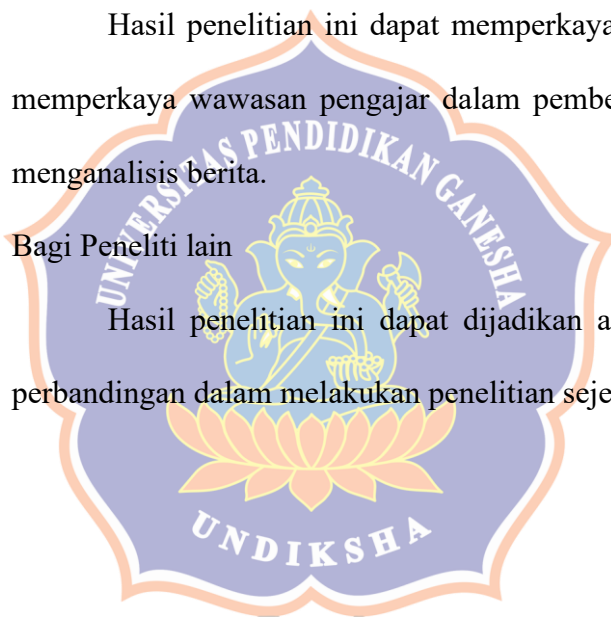 Hasil penelitian ini dapat memperkaya
memperkaya wawasan pengajar dalam pembe
menganalisis berita.
Bagi Peneliti lain
Hasil penelitian ini dapat dijadikan a
perbandingan dalam melakukan penelitian seje
UNIVERSITAS PENDIDIKAN GANESHA
UNDIKSHA